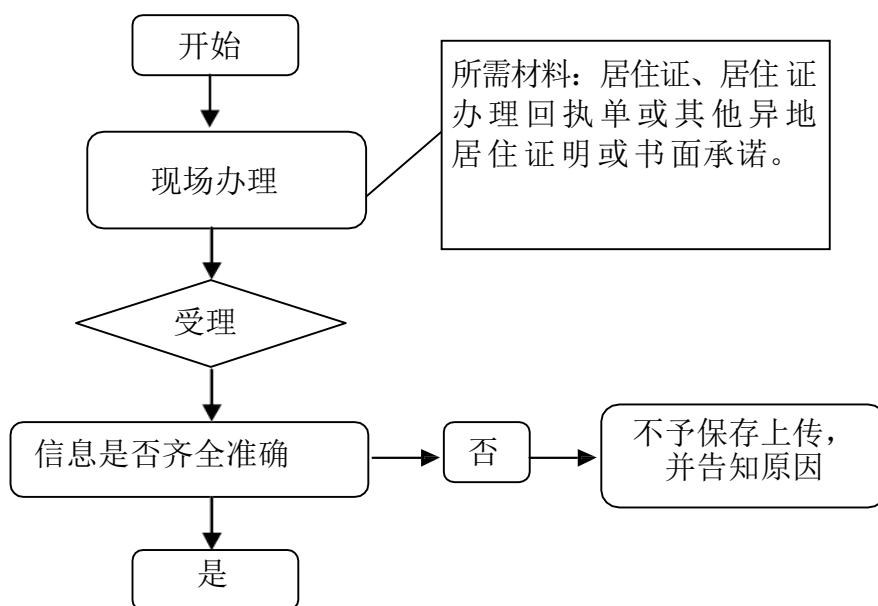 开始
所需材料：居住证、居住证
办理回执单或其他异地
居住证明或书面承诺。
现场办理
受理
信息是否齐全准确
否
不予保存上传，
并告知原因
是